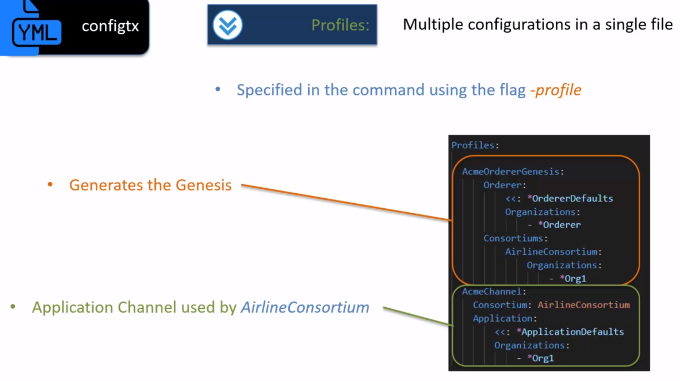 YML
configtx
Profiles:
Multiple configurations in a single file
• Specified in the command using the flag -profile
• Generates the Genesis
• Application Channel used by AirlineConsortium
Profiles:
AcmeOrdererGenesis:
Orderer:
<<: *OrdererDefaults
Organizations:
- *Orderer
Consortiums:
AirlineConsortium:
Organizations:
- *Org1
AcmeChannel:
Consortium: AirlineConsortium
Application:
<<: *ApplicationDefaults
Organizations:
- *Org1